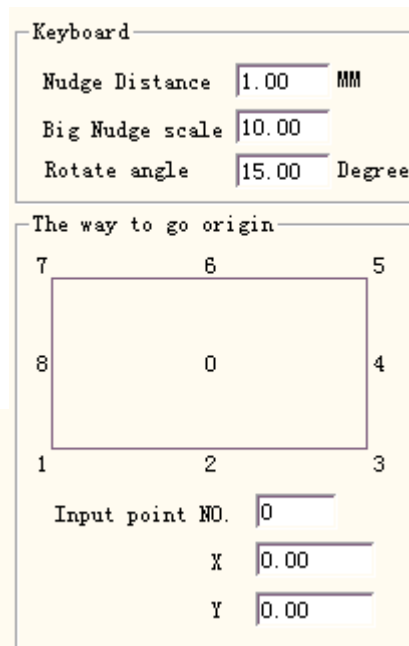 Keyboard
Nudge Distance 1.00 MM
Big Nudge scale 10.00
Rotate angle 15.00 Degree
The way to go origin
7 6 5
8 0 4
1 2 3
Input point NO. 0
X 0.00
Y 0.00